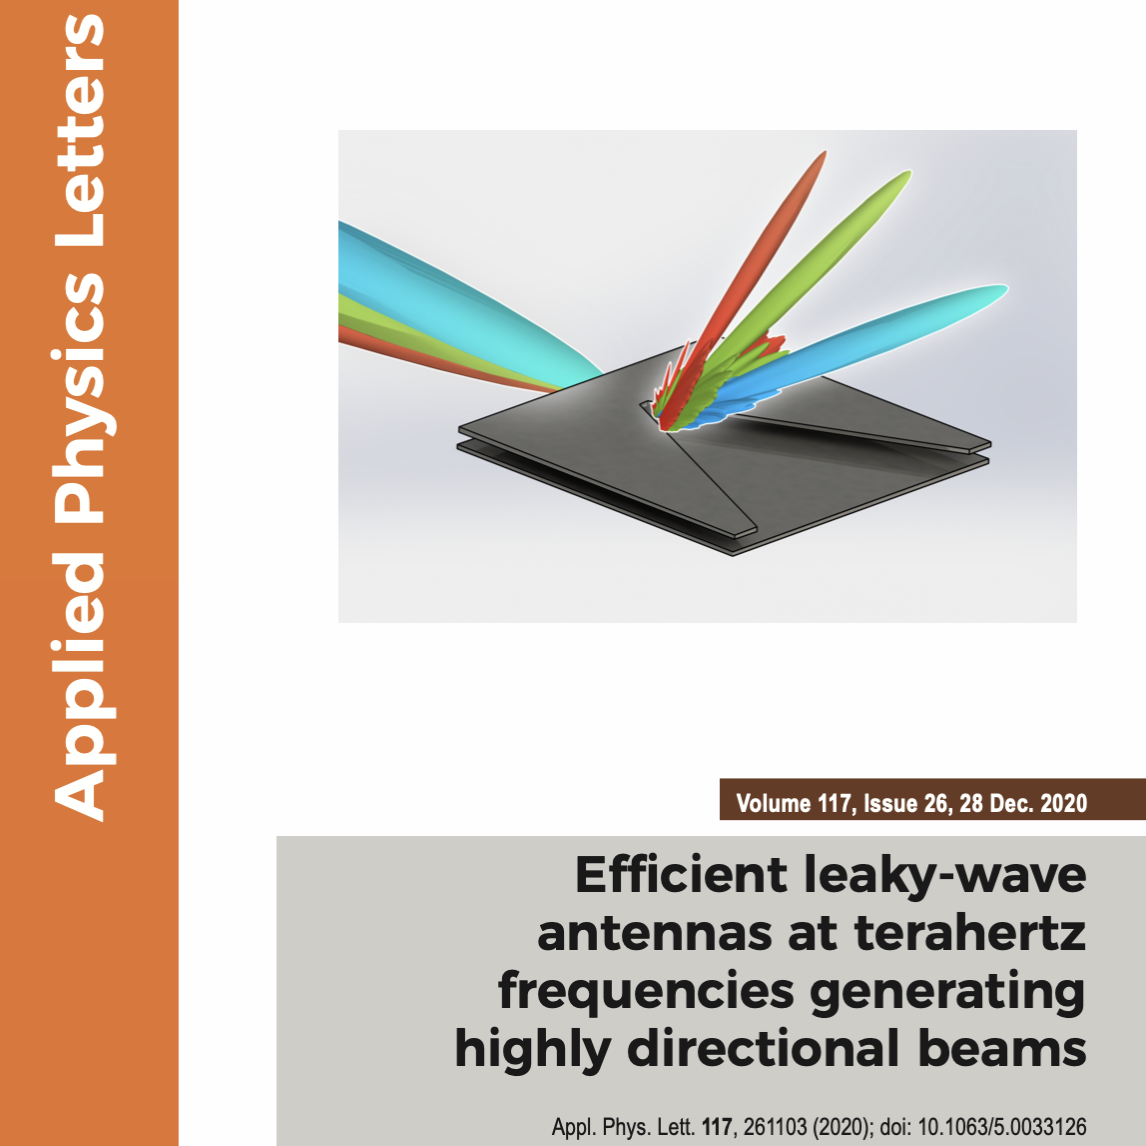 Applied Physics Letters
Volume 117, Issue 26, 28 Dec. 2020
Efficient leaky-wave
antennas at terahertz
frequencies generating
highly directional beams
Appl. Phys. Lett. 117, 261103 (2020); doi: 10.1063/5.0033126